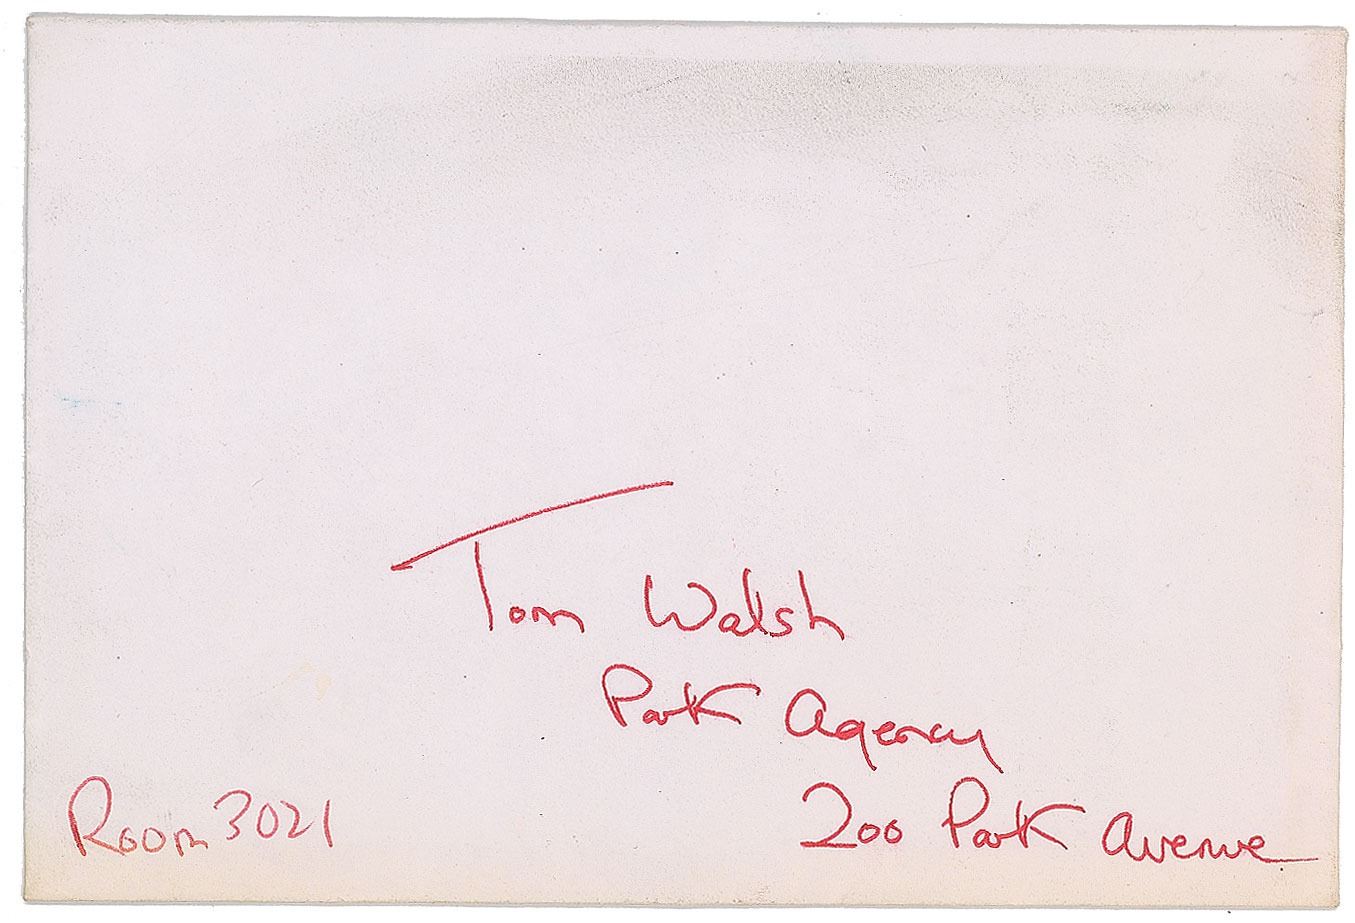 Tom Walsh
Park Agency
200 Park Avenue
Room 3021